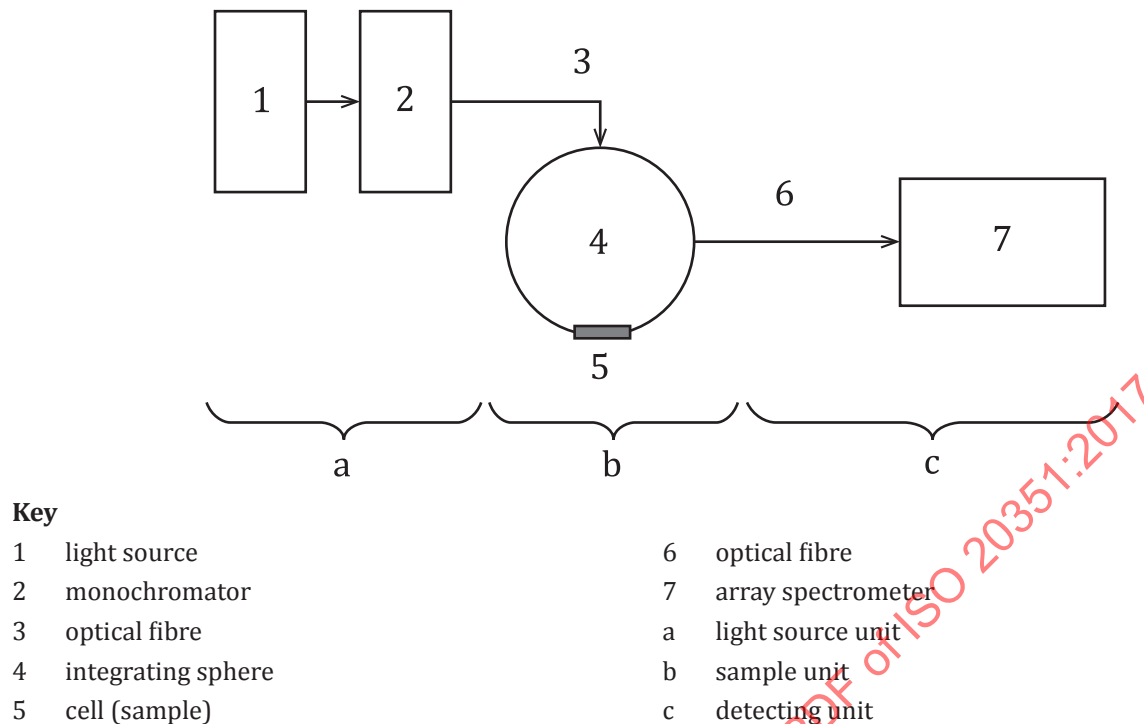 1
2
3
4
5
6
7
a
b
c
Key
1 light source
2 monochromator
3 optical fibre
4 integrating sphere
5 cell (sample)
6 optical fibre
7 array spectrometer
a light source unit
b sample unit
c detecting unit
PDF of ISO 20351:2017